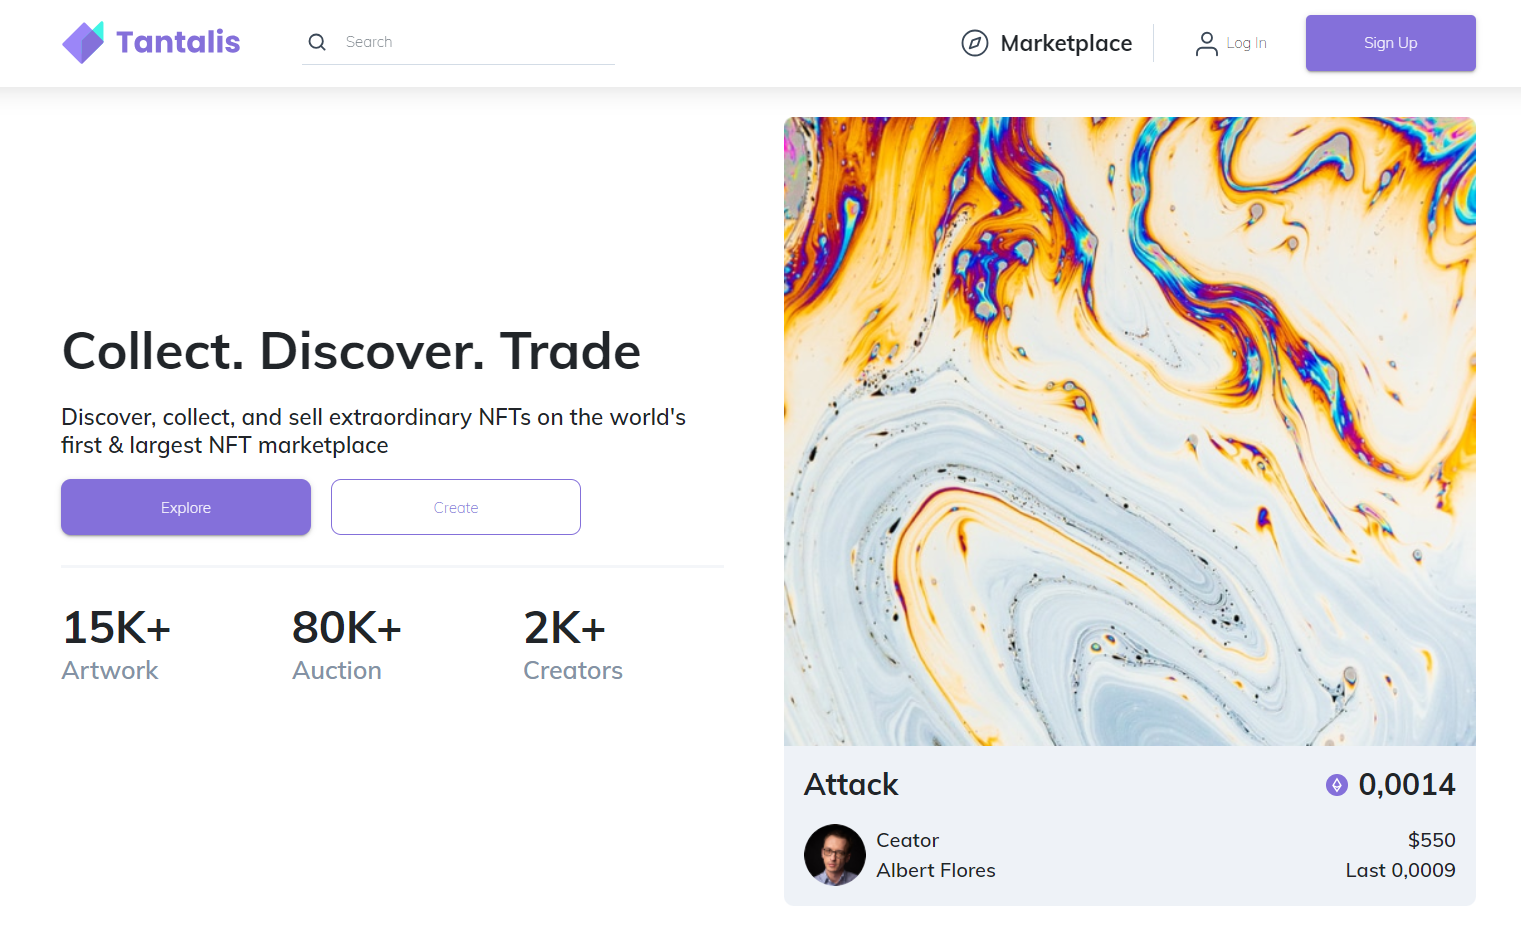 Tantalis
Search
Marketplace
Log In
Sign Up
Collect. Discover. Trade
Discover, collect, and sell extraordinary NFTs on the world's
first & largest NFT marketplace
Explore
Create
15K+
Artwork
80K+
Auction
2K+
Creators
Attack
0,0014
Ceator
Albert Flores
$550
Last 0,0009